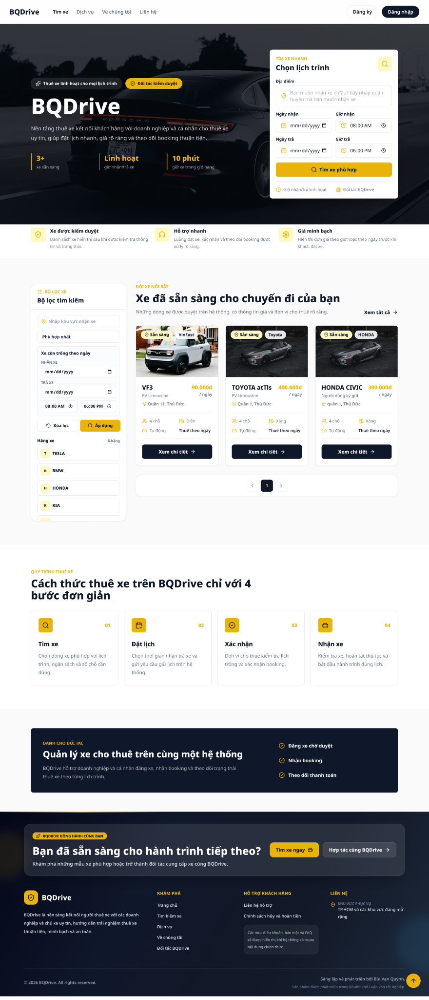 BQDrive
Tìm xe
Dịch vụ
Về chúng tôi
Liên hệ
Đăng ký
Đăng nhập
Thuê xe linh hoạt cho mọi lịch trình
Đối tác kiểm duyệt
BQDrive
PORSCHE
Nền tảng thuê xe kết nối khách hàng với doanh nghiệp và cá nhân cho thuê xe
uy tín, giúp đặt lịch nhanh, giá rõ ràng và theo dõi booking thuận tiện.
CVC-911
3+
xe sẵn sàng
Linh hoạt
giờ nhận/trả xe
10 phút
giữ xe trong giỏ hàng
TÌM XE NHANH
Chọn lịch trình
Địa điểm
Bạn muốn nhận xe ở đâu? hãy nhập quận
huyện mà bạn muốn nhận xe
Ngày nhận
Giờ nhận
mm/dd/yyyy
08:00 AM
Ngày trả
Giờ trả
mm/dd/yyyy
06:00 PM
Tìm xe phù hợp
Giờ nhận/trả linh hoạt
Đối tác BQDrive
Xe được kiểm duyệt
Danh sách xe hiển thị sau khi được kiểm tra thông
tin và trạng thái.
Hỗ trợ nhanh
Luồng đặt xe, xác nhận và theo dõi booking được
xử lý rõ ràng.
Giá minh bạch
Hiển thị đơn giá theo giờ hoặc theo ngày trước khi
khách đặt xe.
BỘ LỌC XE
Bộ lọc tìm kiếm
Nhập khu vực nhận xe
Phù hợp nhất
Xe còn trống theo ngày
NHẬN XE
mm/dd/yyyy
TRẢ XE
mm/dd/yyyy
08:00 AM
06:00 PM
Xóa lọc
Áp dụng
Hãng xe
6 hãng
T TESLA
B BMW
H HONDA
K KIA
ĐỘI XE NỔI BẬT
Xe đã sẵn sàng cho chuyến đi của bạn
Những dòng xe được duyệt trên hệ thống, có thông tin giá và đơn vị cho thuê rõ ràng.
Xem tất cả
Sẵn sàng
VinFast
VF3
90.000đ
PV Limousine
/ ngày
Quận 11, Thủ Đức
4 chỗ
Điện
Tự động
Thuê theo ngày
Xem chi tiết
Sẵn sàng
Toyota
TOYOTA atTis
400.000đ
PV Limousine
/ ngày
Quận 1, Thủ Đức
4 chỗ
Xăng
Tự động
Thuê theo ngày
Xem chi tiết
Sẵn sàng
HONDA
HONDA CIVIC
300.000đ
Người dùng ký gửi
/ ngày
quận 1, Thủ Đức
4 chỗ
Xăng
Tự động
Thuê theo ngày
Xem chi tiết
1
QUY TRÌNH THUÊ XE
Cách thức thuê xe trên BQDrive chỉ với 4
bước đơn giản
01
Tìm xe
Chọn dòng xe phù hợp với lịch
trình, ngân sách và số chỗ cần
dùng.
02
Đặt lịch
Chọn thời gian nhận trả xe và
gửi yêu cầu giữ lịch trên hệ
thống.
03
Xác nhận
Đơn vị cho thuê kiểm tra lịch
trống và xác nhận booking.
04
Nhận xe
Kiểm tra xe, hoàn tất thủ tục và
bắt đầu hành trình đúng lịch.
DÀNH CHO ĐỐI TÁC
Quản lý xe cho thuê trên cùng một hệ thống
BQDrive hỗ trợ doanh nghiệp và cá nhân đăng xe, nhận booking và theo dõi trạng thái
thuê xe theo từng lịch trình.
Đăng xe chờ duyệt
Nhận booking
Theo dõi thanh toán
BQDRIVE ĐỒNG HÀNH CÙNG BẠN
Bạn đã sẵn sàng cho hành trình tiếp theo?
Khám phá những mẫu xe phù hợp hoặc trở thành đối tác cung cấp xe cùng BQDrive.
Tìm xe ngay
Hợp tác cùng BQDrive
BQDrive
BQDrive là nền tảng kết nối người thuê xe với các doanh
nghiệp và chủ xe uy tín, hướng đến trải nghiệm thuê xe
thuận tiện, minh bạch và an toàn.
KHÁM PHÁ
Trang chủ
Tìm kiếm xe
Dịch vụ
Về chúng tôi
Đối tác BQDrive
HỖ TRỢ KHÁCH HÀNG
Liên hệ hỗ trợ
Chính sách hủy và hoàn tiền
Các mục điều khoản, bảo mật và FAQ
sẽ được hiển thị khi hệ thống có route
nội dung chính thức.
LIÊN HỆ
KHU VỰC PHỤC VỤ
TP.HCM và các khu vực đang mở
rộng
© 2026 BQDrive. All rights reserved.
Sáng lập và phát triển bởi Bùi Vạn Quỳnh.
Sản phẩm được phát triển trong khuôn khổ Luận văn tốt nghiệp.